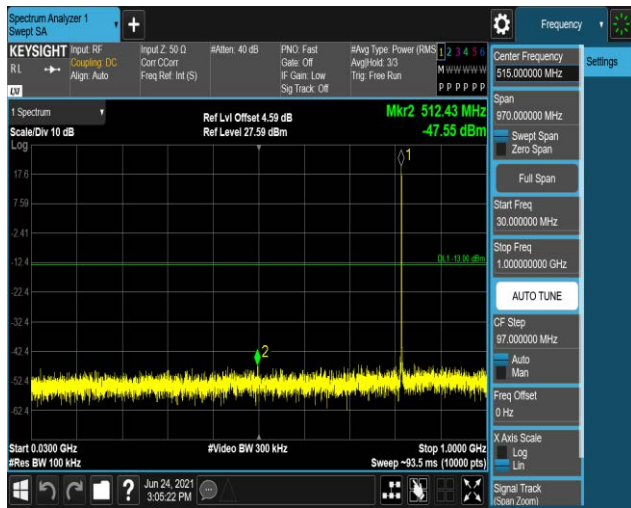 Spectrum Analyzer 1
Swept SA
Frequency
KEYSIGHT
RL
LXI
Input: RF
Coupling: DC
Align: Auto
Input Z: 50 Ω
Corr CCorr
Freq Ref: Int (S)
#Atten: 40 dB
PNO: Fast
Gate: Off
IF Gain: Low
Sig Track: Off
#Avg Type: Power (RMS
Avg|Hold: 3/3
Trig: Free Run
1 2 3 4 5 6
M W W W W W
P P P P P P
1 Spectrum
Scale/Div 10 dB
Log
Ref Lvl Offset 4.59 dB
Ref Level 27.59 dBm
Mkr2 512.43 MHz
-47.55 dBm
1
17.6
7.59
-2.41
-12.4
DL1 -13.00 dBm
-22.4
-32.4
-42.4
2
-52.4
-62.4
Start 0.0300 GHz
#Res BW 100 kHz
#Video BW 300 kHz
Stop 1.0000 GHz
Sweep ~93.5 ms (10000 pts)
?
Jun 24, 2021
3:05:22 PM
Center Frequency
515.000000 MHz
Settings
Span
970.000000 MHz
Swept Span
Zero Span
Full Span
Start Freq
30.000000 MHz
Stop Freq
1.000000000 GHz
AUTO TUNE
CF Step
97.000000 MHz
Auto
Man
Freq Offset
0 Hz
X Axis Scale
Log
Lin
Signal Track
(Span Zoom)